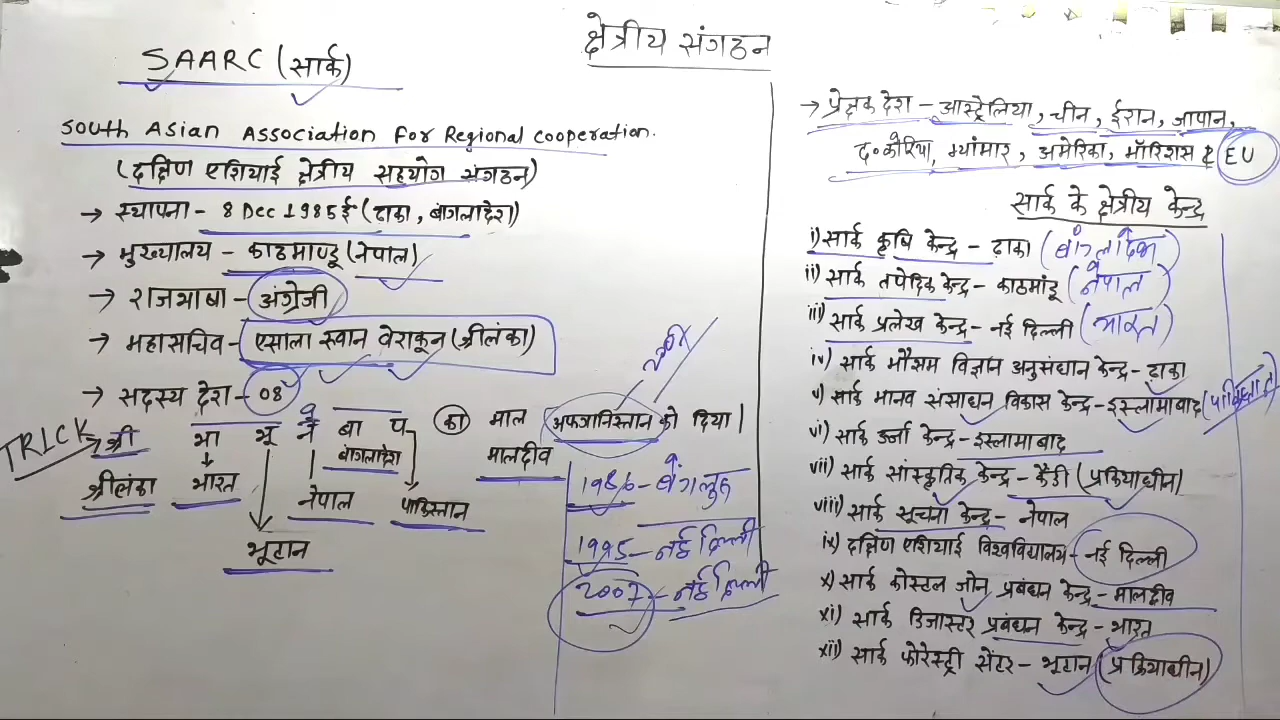 क्षेत्रीय संगठन
SAARC (सार्क)
South Asian Association For Regional Cooperation.
(दक्षिण एशियाई क्षेत्रीय सहयोग संगठन)
→ स्थापना - 8 Dec 1985 ई (ढाका, बांग्लादेश)
→ मुख्यालय - काठमाण्डू (नेपाल)
→ राजभाषा - अंग्रेजी
→ महासचिव - एसाला रुवान वेराकून (श्रीलंका)
→ सदस्य देश - 08
TRICK → श्री भा भू ने बा प का माल अफगानिस्तान को दिया।
श्रीलंका भारत भूटान नेपाल बांग्लादेश पाकिस्तान मालदीव 2007
1986 - बेंगलुरु
1995 - नई दिल्ली
2007 - नई दिल्ली
→ प्रेक्षक देश - आस्ट्रेलिया, चीन, ईरान, जापान,
द॰ कोरिया, म्यांमार, अमेरिका, मॉरिशस & EU
सार्क के क्षेत्रीय केन्द्र
i) सार्क कृषि केन्द्र - ढाका (बांग्लादेश)
ii) सार्क तपेदिक केन्द्र - काठमांडू (नेपाल)
iii) सार्क प्रलेख केन्द्र - नई दिल्ली (भारत)
iv) सार्क मौसम विज्ञान अनुसंधान केन्द्र - ढाका
v) सार्क मानव संसाधन विकास केन्द्र - इस्लामाबाद (पाकिस्तान)
vi) सार्क ऊर्जा केन्द्र - इस्लामाबाद
vii) सार्क सांस्कृतिक केन्द्र - कैंडी (प्रक्रियाधीन)
viii) सार्क सूचना केन्द्र - नेपाल
ix) दक्षिण एशियाई विश्वविद्यालय - नई दिल्ली
x) सार्क कोस्टल जोन प्रबंधन केन्द्र - मालदीव
xi) सार्क डिजास्टर प्रबंधन केन्द्र - भारत
xii) सार्क फोरेस्ट्री सेंटर - भूटान (प्रक्रियाधीन)